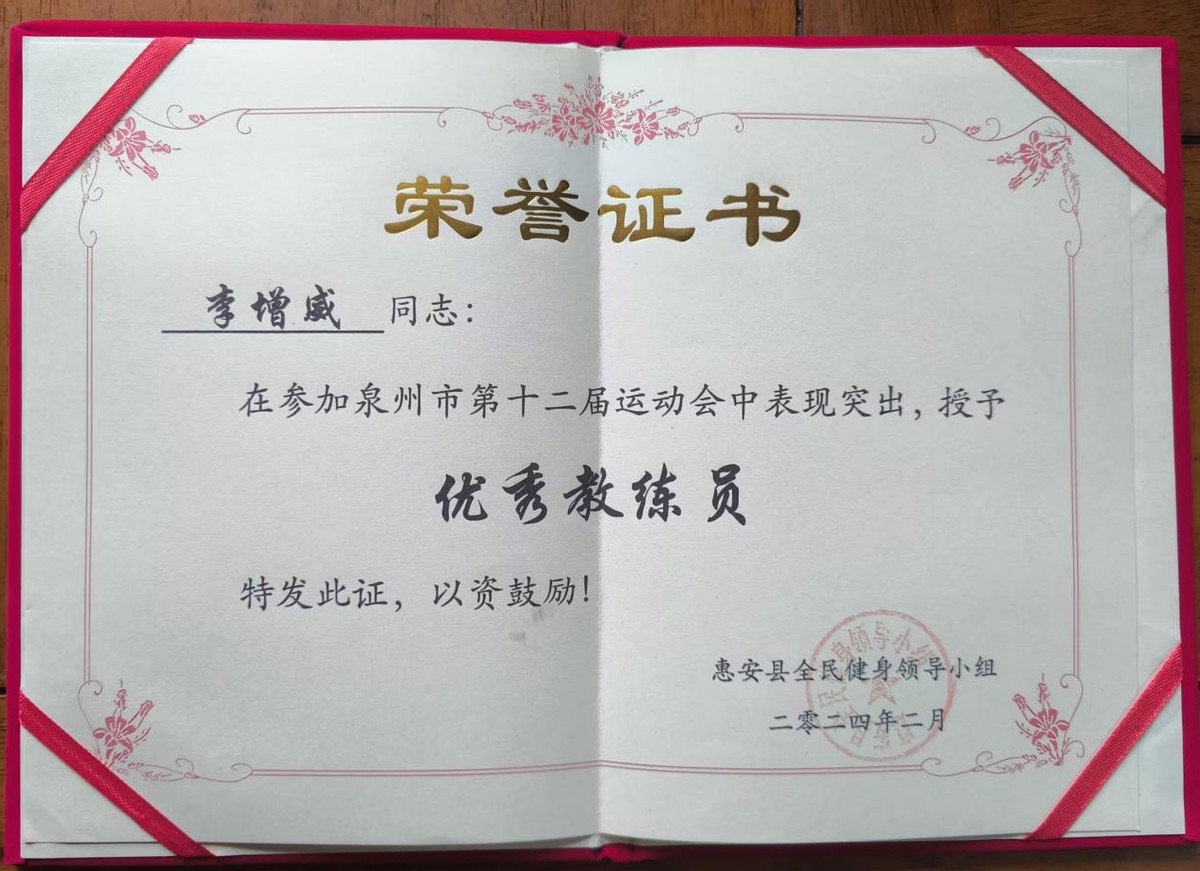 荣誉证书
李增威 同志：
在参加泉州市第十二届运动会中表现突出，授予
优秀教练员
特发此证，以资鼓励！
惠安县全民健身领导小组
二零二四年二月